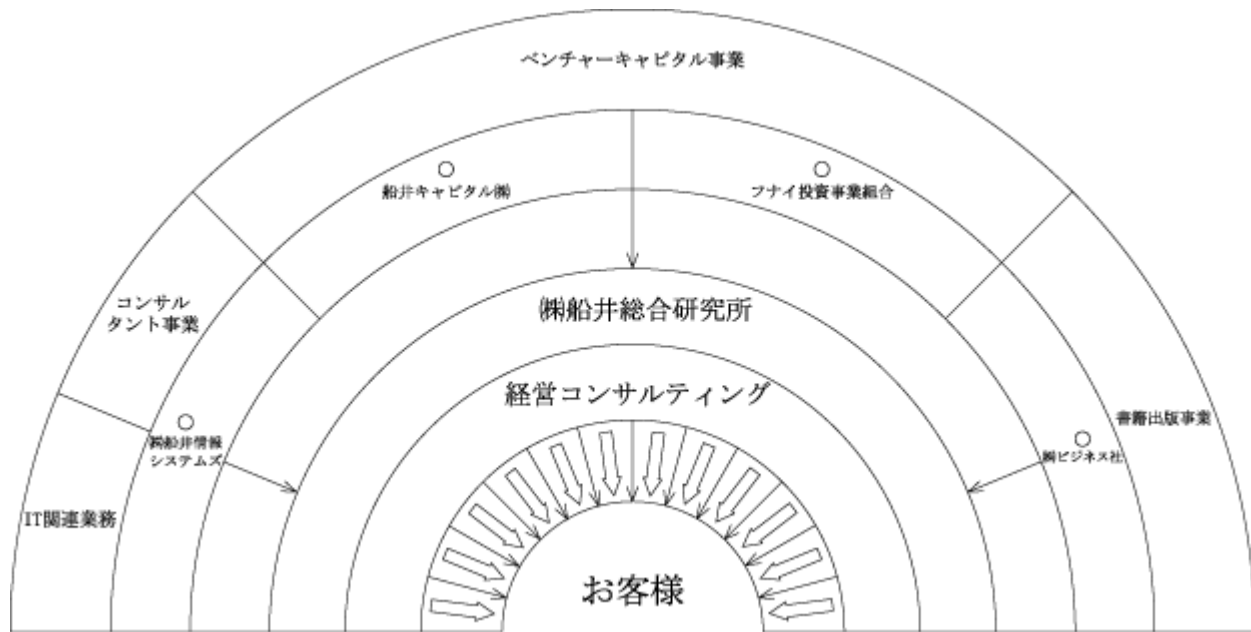 ベンチャーキャピタル事業
○
船井キャピタル㈱
○
フナイ投資事業組合
コンサル
タント事業
㈱船井総合研究所
経営コンサルティング
○
㈱船井情報
システムズ
○
㈱ビジネス社
書籍出版事業
IT関連業務
お客様